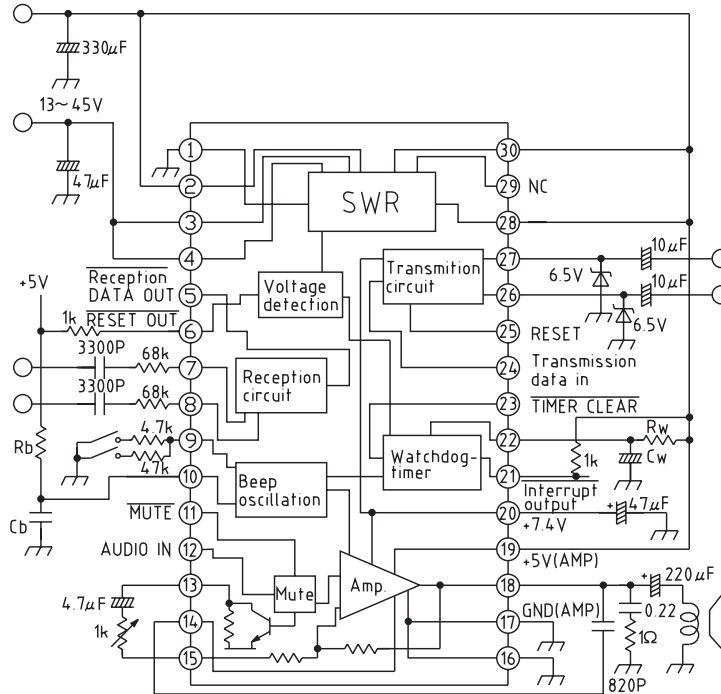 330μF
13~45V
47μF
1
2
3
4
5
6
7
8
9
10
11
12
13
14
15
30
29
28
27
26
25
24
23
22
21
20
19
18
17
16
SWR
NC
Reception
DATA OUT
+5V
1k
RESET OUT
3300P
68k
3300P
68k
Rb
4.7k
47k
Cb
MUTE
AUDIO IN
4.7μF
1k
Voltage
detection
Reception
circuit
Beep
oscillation
Mute
Amp.
Transmition
circuit
Watchdog-
timer
10μF
6.5V
10μF
6.5V
RESET
Transmission
data in
TIMER CLEAR
Rw
Cw
1k
Interrupt
output
+7.4V
+
47μF
+5V(AMP)
+
220μF
GND(AMP)
0.22
1Ω
820P